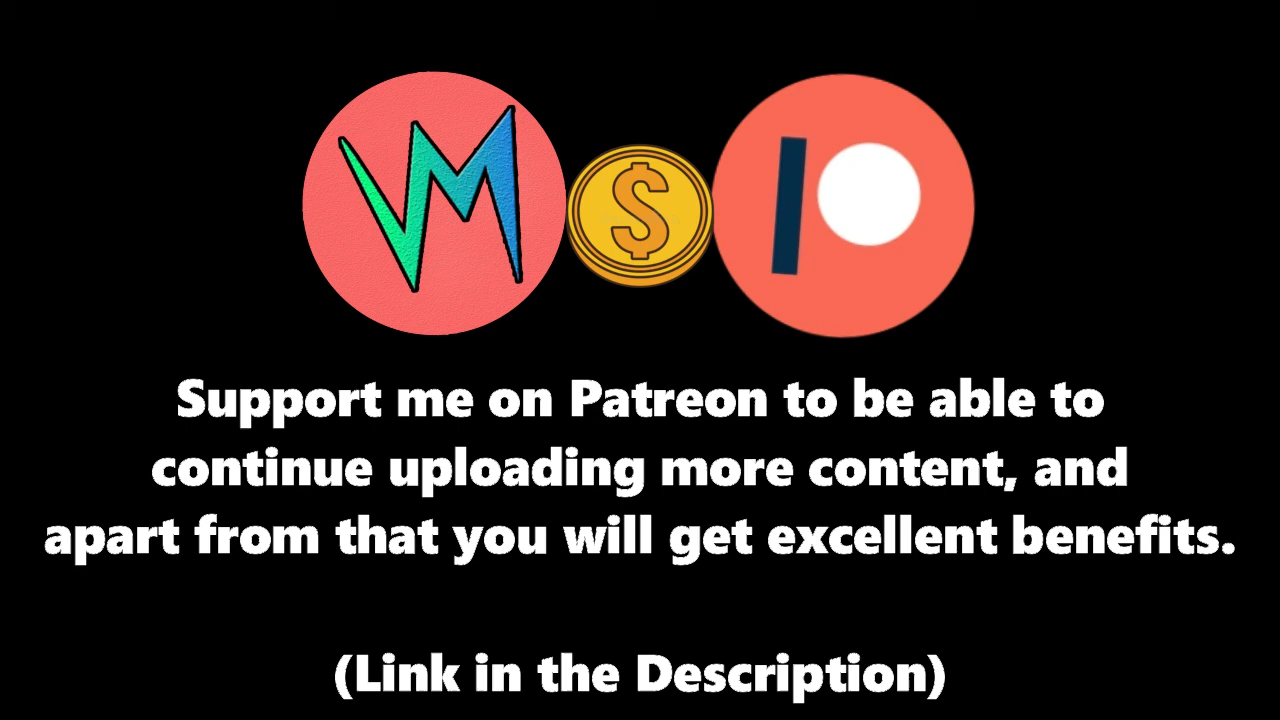 VM
$
Support me on Patreon to be able to
continue uploading more content, and
apart from that you will get excellent benefits.
(Link in the Description)